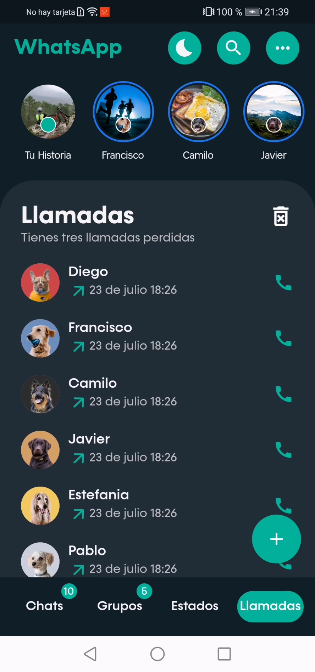 No hay tarjeta 100 % 21:39
WhatsApp
Tu Historia Francisco Camilo Javier
Llamadas
Tienes tres llamadas perdidas
Diego
23 de julio 18:26
Francisco
23 de julio 18:26
Camilo
23 de julio 18:26
Javier
23 de julio 18:26
Estefania
23 de julio 18:26
Pablo
23 de julio 18:26
10 5
Chats Grupos Estados Llamadas